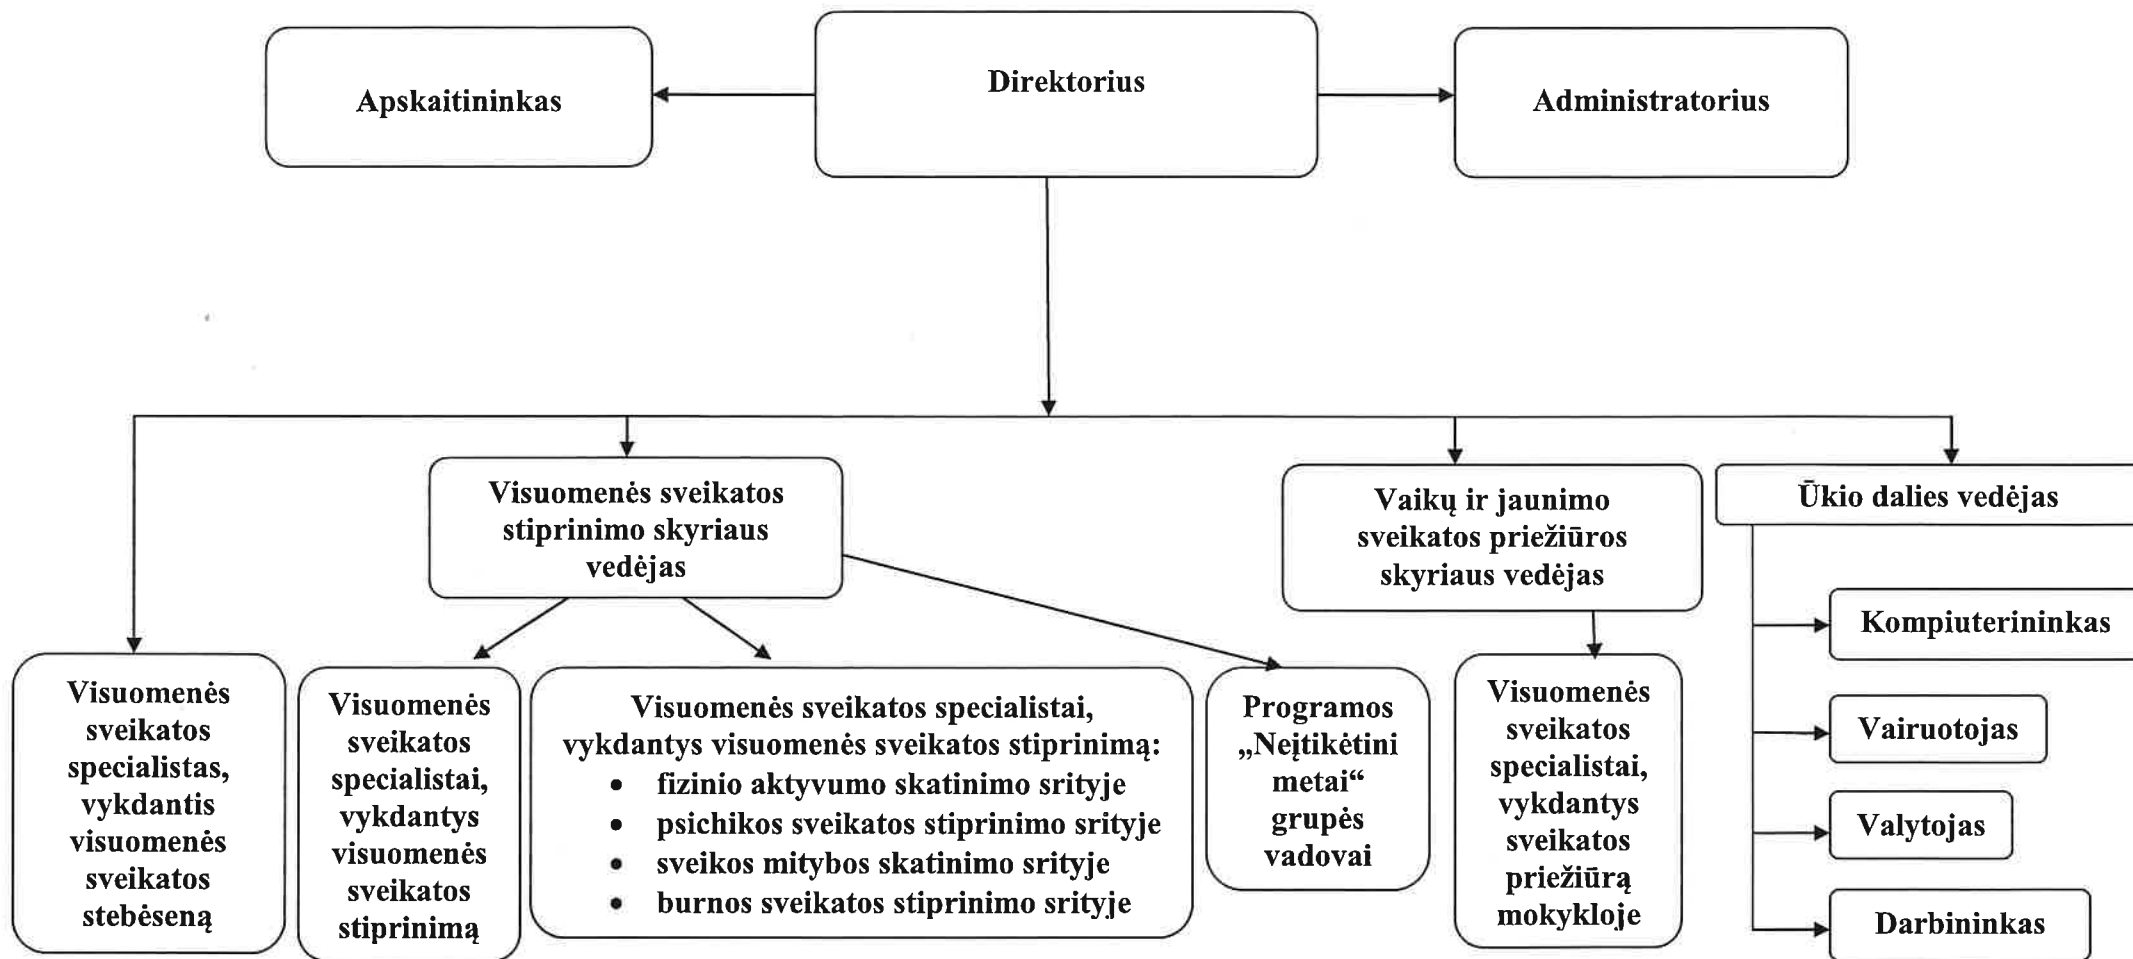 Apskaitininkas
Direktorius
Administratorius
Visuomenės sveikatos
stiprinimo skyriaus
vedėjas
Vaikų ir jaunimo
sveikatos priežiūros
skyriaus vedėjas
Ūkio dalies vedėjas
Visuomenės
sveikatos
specialistas,
vykdantis
visuomenės
sveikatos
stebėseną
Visuomenės
sveikatos
specialistai,
vykdantys
visuomenės
sveikatos
stiprinimą
Visuomenės sveikatos specialistai,
vykdantys visuomenės sveikatos stiprinimą:
• fizinio aktyvumo skatinimo srityje
• psichikos sveikatos stiprinimo srityje
• sveikos mitybos skatinimo srityje
• burnos sveikatos stiprinimo srityje
Programos
„Neįtikėtini
metai“
grupės
vadovai
Visuomenės
sveikatos
specialistai,
vykdantys
sveikatos
priežiūrą
mokykloje
Kompiuterininkas
Vairuotojas
Valytojas
Darbininkas